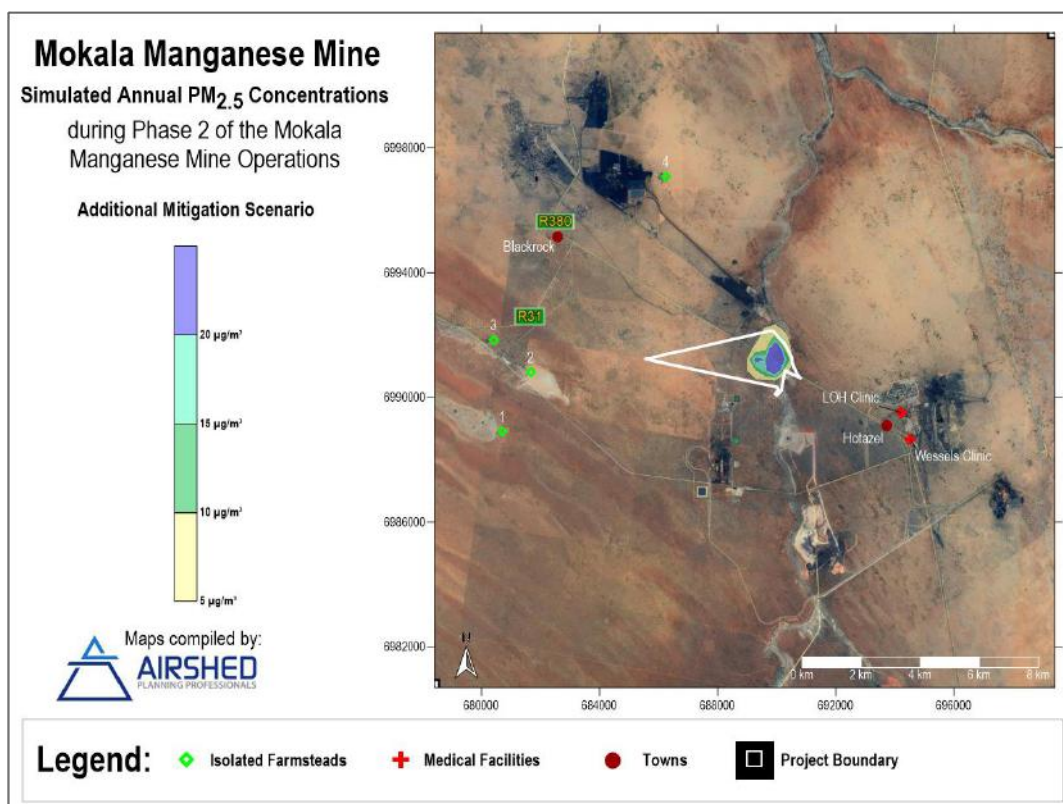 Mokala Manganese Mine
Simulated Annual PM2.5 Concentrations
during Phase 2 of the Mokala
Manganese Mine Operations
Additional Mitigation Scenario
20 µg/m³
15 µg/m³
10 µg/m³
5 µg/m³
Maps compiled by:
AIRSHED
PLANNING PROFESSIONALS
6998000
6994000
6990000
6986000
6982000
680000
684000
688000
692000
696000
4
R380
Blackrock
R31
3
2
1
LOH Clinic
Hotazel
Wessels Clinic
N
0 km
2 km
4 km
6 km
8 km
Legend:
Isolated Farmsteads
Medical Facilities
Towns
Project Boundary